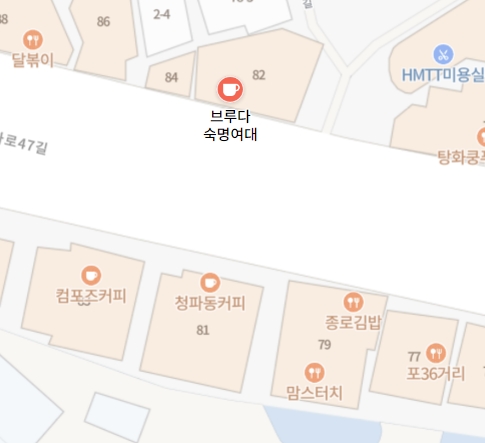 86
2-4
길
달볶이
84
82
HMTT미용실
브루다
숙명여대
로47길
탕화쿵푸
컴포즈커피
청파동커피
81
종로김밥
79
맘스터치
77
포36거리